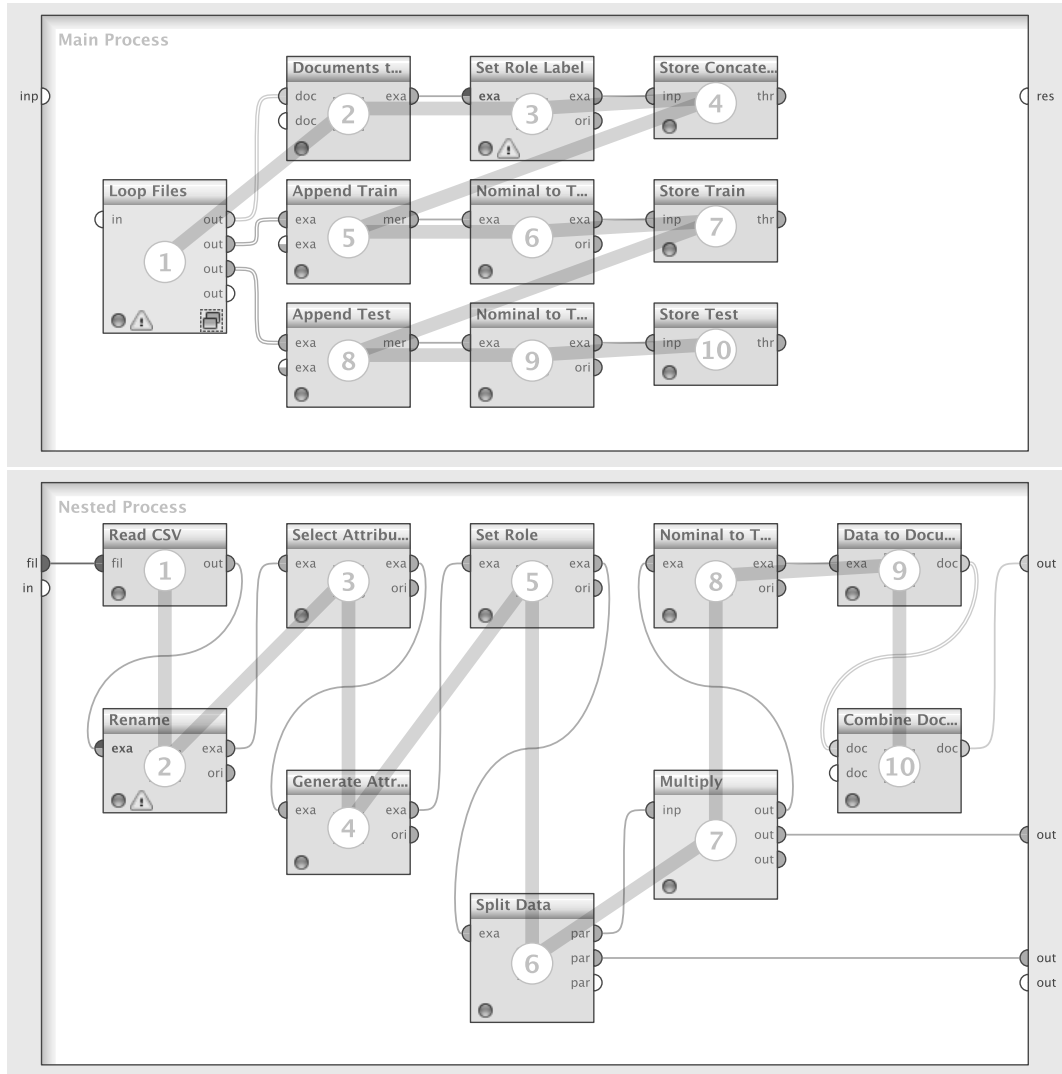 Main Process
Documents t...
Set Role Label
Store Concate...
inp
doc
exa
exa
exa
inp
thr
res
doc
2
3
ori
4
Loop Files
Append Train
Nominal to T...
Store Train
in
out
exa
mer
exa
exa
inp
thr
out
exa
5
6
ori
7
1
out
out
Append Test
Nominal to T...
Store Test
exa
mer
exa
exa
inp
thr
exa
8
9
ori
10
Nested Process
Read CSV
Select Attribu...
Set Role
Nominal to T...
Data to Docu...
fil
fil
out
exa
exa
exa
exa
exa
exa
exa
doc
out
in
1
3
ori
5
ori
8
ori
9
Rename
Combine Doc...
exa
exa
doc
doc
2
ori
doc
10
Generate Attr...
Multiply
exa
exa
inp
out
4
ori
7
out
out
out
Split Data
exa
par
6
par
out
par
out